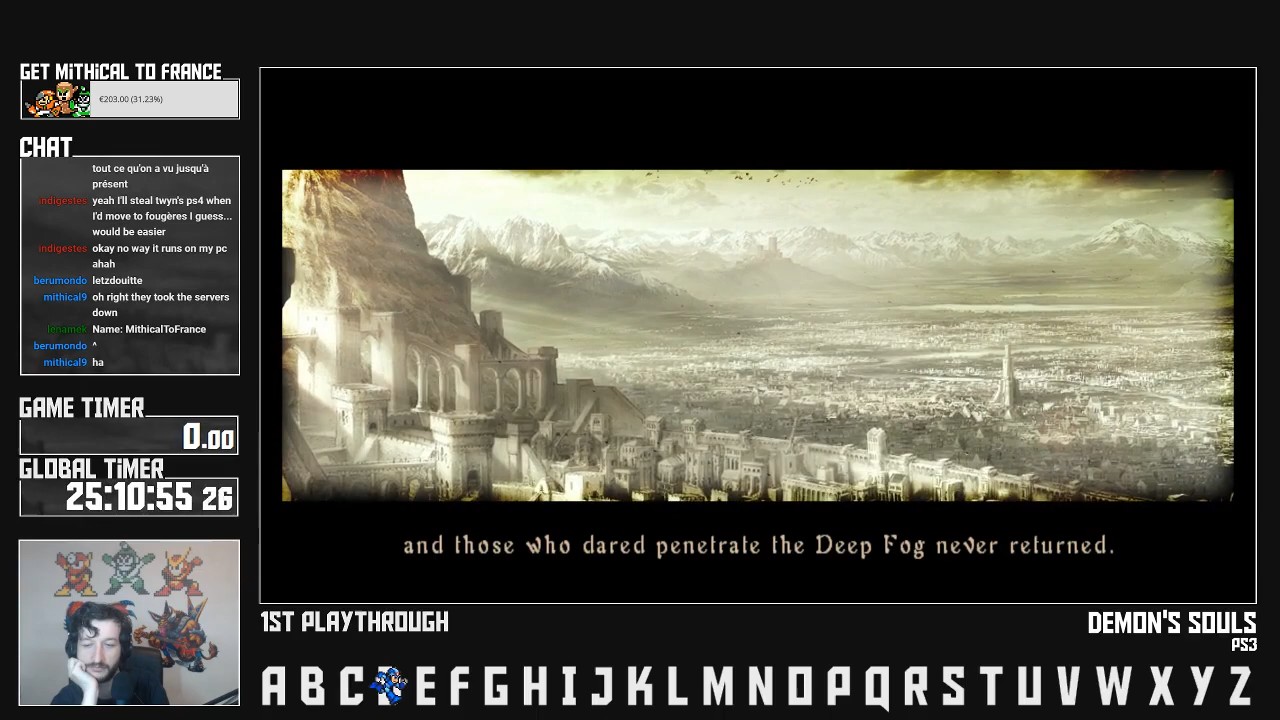 GET MiTHiCAL TO FRANCE
€203.00 (31.23%)
CHAT
tout ce qu'on a vu jusqu'à
présent
indigestes yeah I'll steal twyn's ps4 when
I'd move to fougères I guess...
would be easier
indigestes okay no way it runs on my pc
ahah
berumondo letzdouitte
mithical9 oh right they took the servers
down
lenamek Name: MithicalToFrance
berumondo ^
mithical9 ha
GAME TiMER
0.00
GLOBAL TiMER
25:10:55 26
and those who dared penetrate the Deep Fog never returned.
1ST PLAYTHROUGH
DEMON'S SOULS
PS3
A B C E F G H I J K L M N O P Q R S T U V W X Y Z